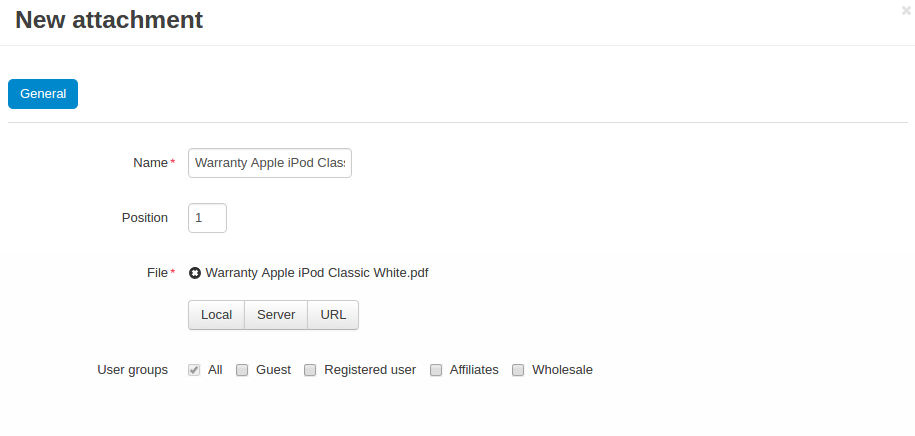 New attachment
General
Name* Warranty Apple iPod Clas
Position 1
File* Warranty Apple iPod Classic White.pdf
Local Server URL
User groups All Guest Registered user Affiliates Wholesale